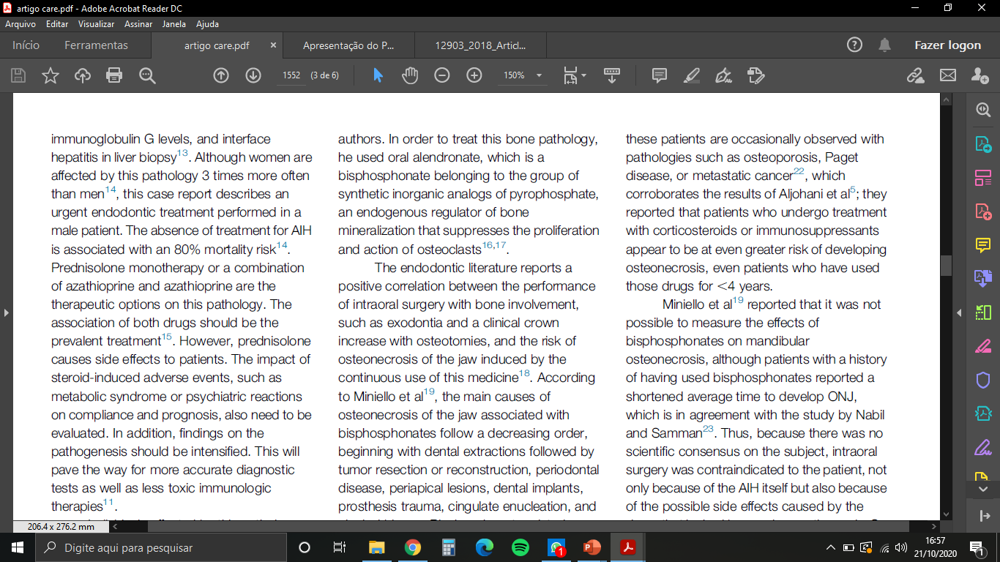 artigo care.pdf - Adobe Acrobat Reader DC
Arquivo Editar Visualizar Assinar Janela Ajuda
Início Ferramentas artigo care.pdf × Apresentação do P... 12903_2018_Articl... Fazer logon
1552 (3 de 6) 150%
immunoglobulin G levels, and interface
hepatitis in liver biopsy13. Although women are
affected by this pathology 3 times more often
than men14, this case report describes an
urgent endodontic treatment performed in a
male patient. The absence of treatment for AIH
is associated with an 80% mortality risk14.
Prednisolone monotherapy or a combination
of azathioprine and azathioprine are the
therapeutic options on this pathology. The
association of both drugs should be the
prevalent treatment15. However, prednisolone
causes side effects to patients. The impact of
steroid-induced adverse events, such as
metabolic syndrome or psychiatric reactions
on compliance and prognosis, also need to be
evaluated. In addition, findings on the
pathogenesis should be intensified. This will
pave the way for more accurate diagnostic
tests as well as less toxic immunologic
therapies11.
authors. In order to treat this bone pathology,
he used oral alendronate, which is a
bisphosphonate belonging to the group of
synthetic inorganic analogs of pyrophosphate,
an endogenous regulator of bone
mineralization that suppresses the proliferation
and action of osteoclasts16,17.
The endodontic literature reports a
positive correlation between the performance
of intraoral surgery with bone involvement,
such as exodontia and a clinical crown
increase with osteotomies, and the risk of
osteonecrosis of the jaw induced by the
continuous use of this medicine18. According
to Miniello et al19, the main causes of
osteonecrosis of the jaw associated with
bisphosphonates follow a decreasing order,
beginning with dental extractions followed by
tumor resection or reconstruction, periodontal
disease, periapical lesions, dental implants,
prosthesis trauma, cingulate enucleation, and
these patients are occasionally observed with
pathologies such as osteoporosis, Paget
disease, or metastatic cancer22, which
corroborates the results of Aljohani et al5; they
reported that patients who undergo treatment
with corticosteroids or immunosuppressants
appear to be at even greater risk of developing
osteonecrosis, even patients who have used
those drugs for <4 years.
Miniello et al19 reported that it was not
possible to measure the effects of
bisphosphonates on mandibular
osteonecrosis, although patients with a history
of having used bisphosphonates reported a
shortened average time to develop ONJ,
which is in agreement with the study by Nabil
and Samman23. Thus, because there was no
scientific consensus on the subject, intraoral
surgery was contraindicated to the patient, not
only because of the AIH itself but also because
of the possible side effects caused by the
206.4 x 276.2 mm
Digite aqui para pesquisar
1
16:57
21/10/2020
1